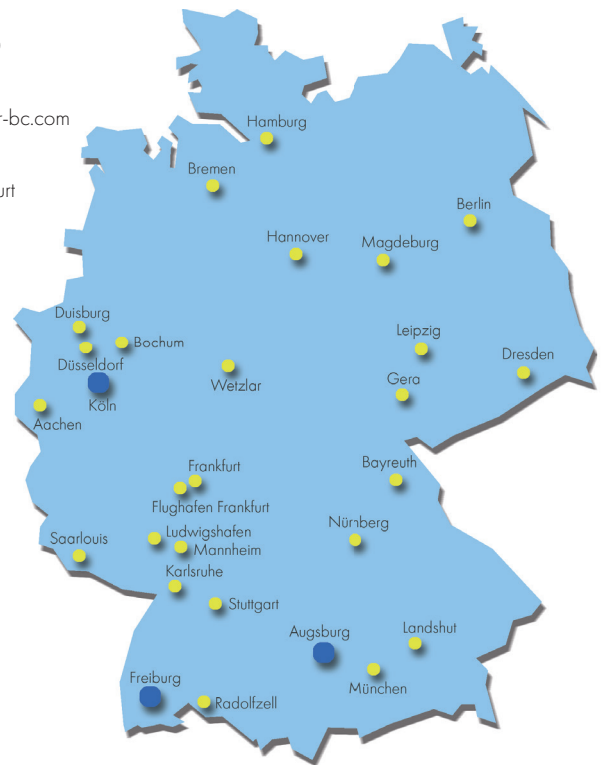 -bc.com
urt
Hamburg
Bremen
Berlin
Hannover
Magdeburg
Duisburg
Bochum
Leipzig
Düsseldorf
Dresden
Wetzlar
Gera
Köln
Aachen
Bayreuth
Frankfurt
Flughafen Frankfurt
Nürnberg
Ludwigshafen
Saarlouis
Mannheim
Karlsruhe
Stuttgart
Augsburg
Landshut
München
Freiburg
Radolfzell